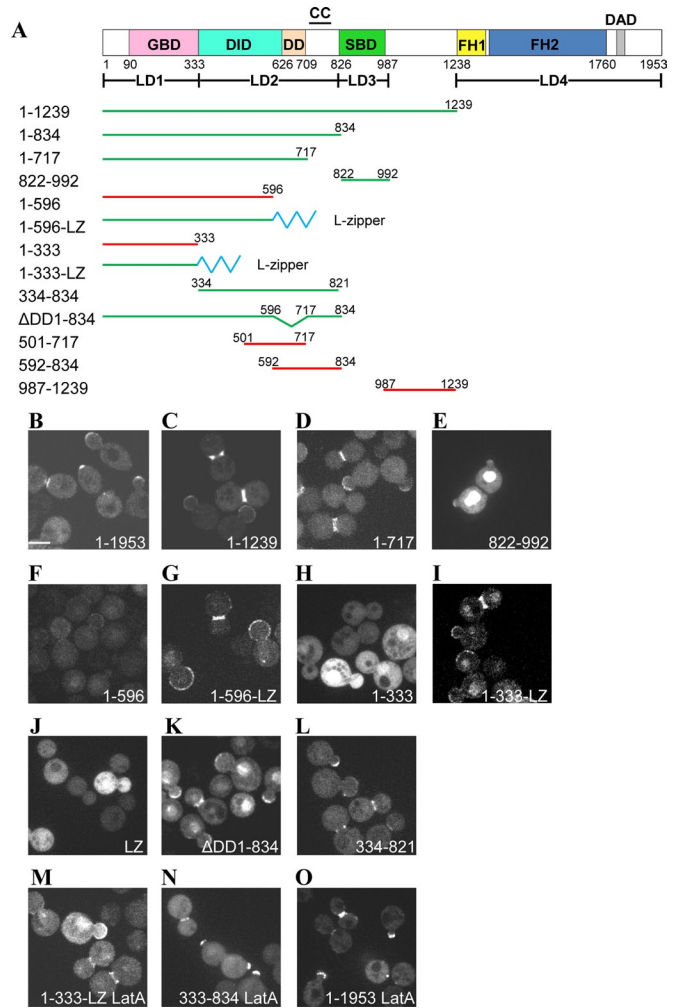 A
CC
DAD
GBD DID DD SBD FH1 FH2
1 90 333 626 709 826 987 1238 1760 1953
LD1 LD2 LD3 LD4
1-1239 1239
1-834 834
1-717 717
822-992 822 992
1-596 596
1-596-LZ L-zipper
1-333 333
1-333-LZ L-zipper
334-834 334 821
ΔDD1-834 596 717 834
501-717 501 717
592-834 592 834
987-1239 987 1239
B C D E
1-1953 1-1239 1-717 822-992
F G H I
1-596 1-596-LZ 1-333 1-333-LZ
J K L
LZ ΔDD1-834 334-821
M N O
1-333-LZ LatA 333-834 LatA 1-1953 LatA